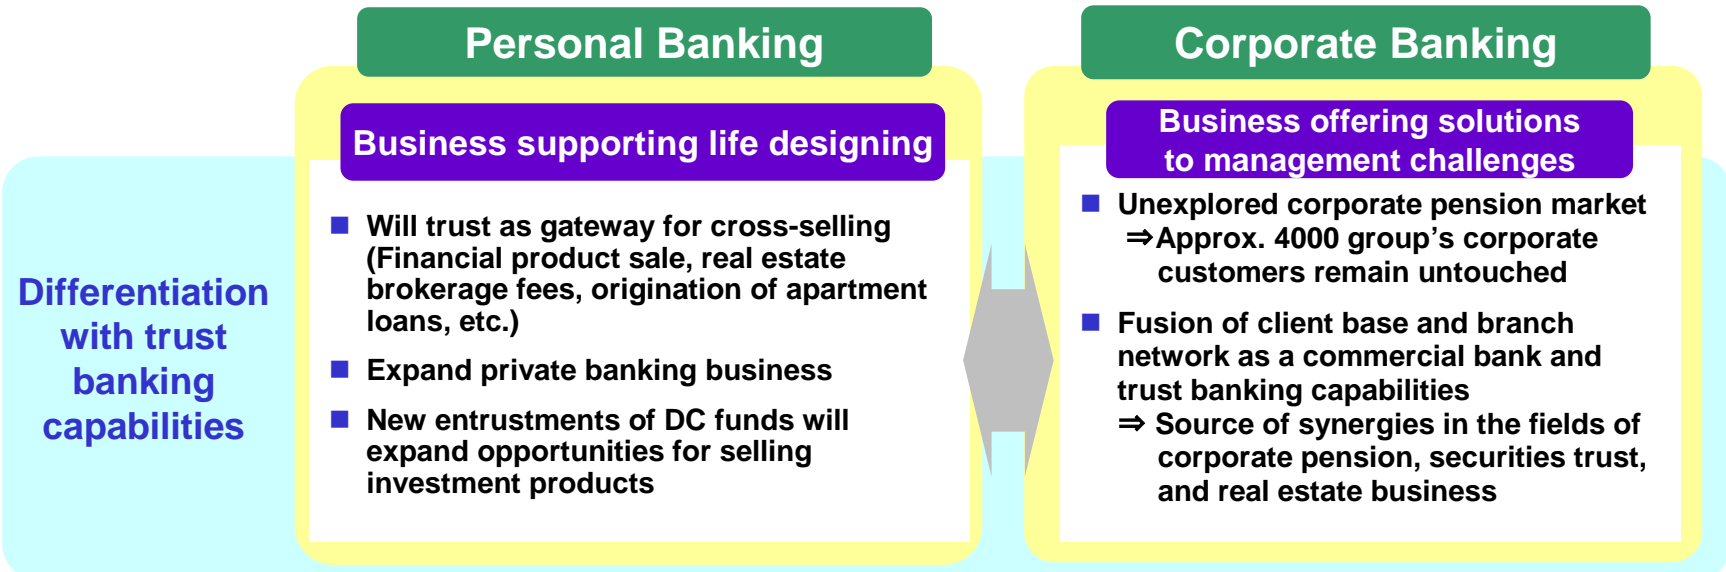 Personal Banking
Business supporting life designing
■ Will trust as gateway for cross-selling
(Financial product sale, real estate
brokerage fees, origination of apartment
loans, etc.)
■ Expand private banking business
■ New entrustments of DC funds will
expand opportunities for selling
investment products
Corporate Banking
Business offering solutions
to management challenges
■ Unexplored corporate pension market
⇒Approx. 4000 group's corporate
customers remain untouched
■ Fusion of client base and branch
network as a commercial bank and
trust banking capabilities
⇒ Source of synergies in the fields of
corporate pension, securities trust,
and real estate business
Differentiation
with trust
banking
capabilities